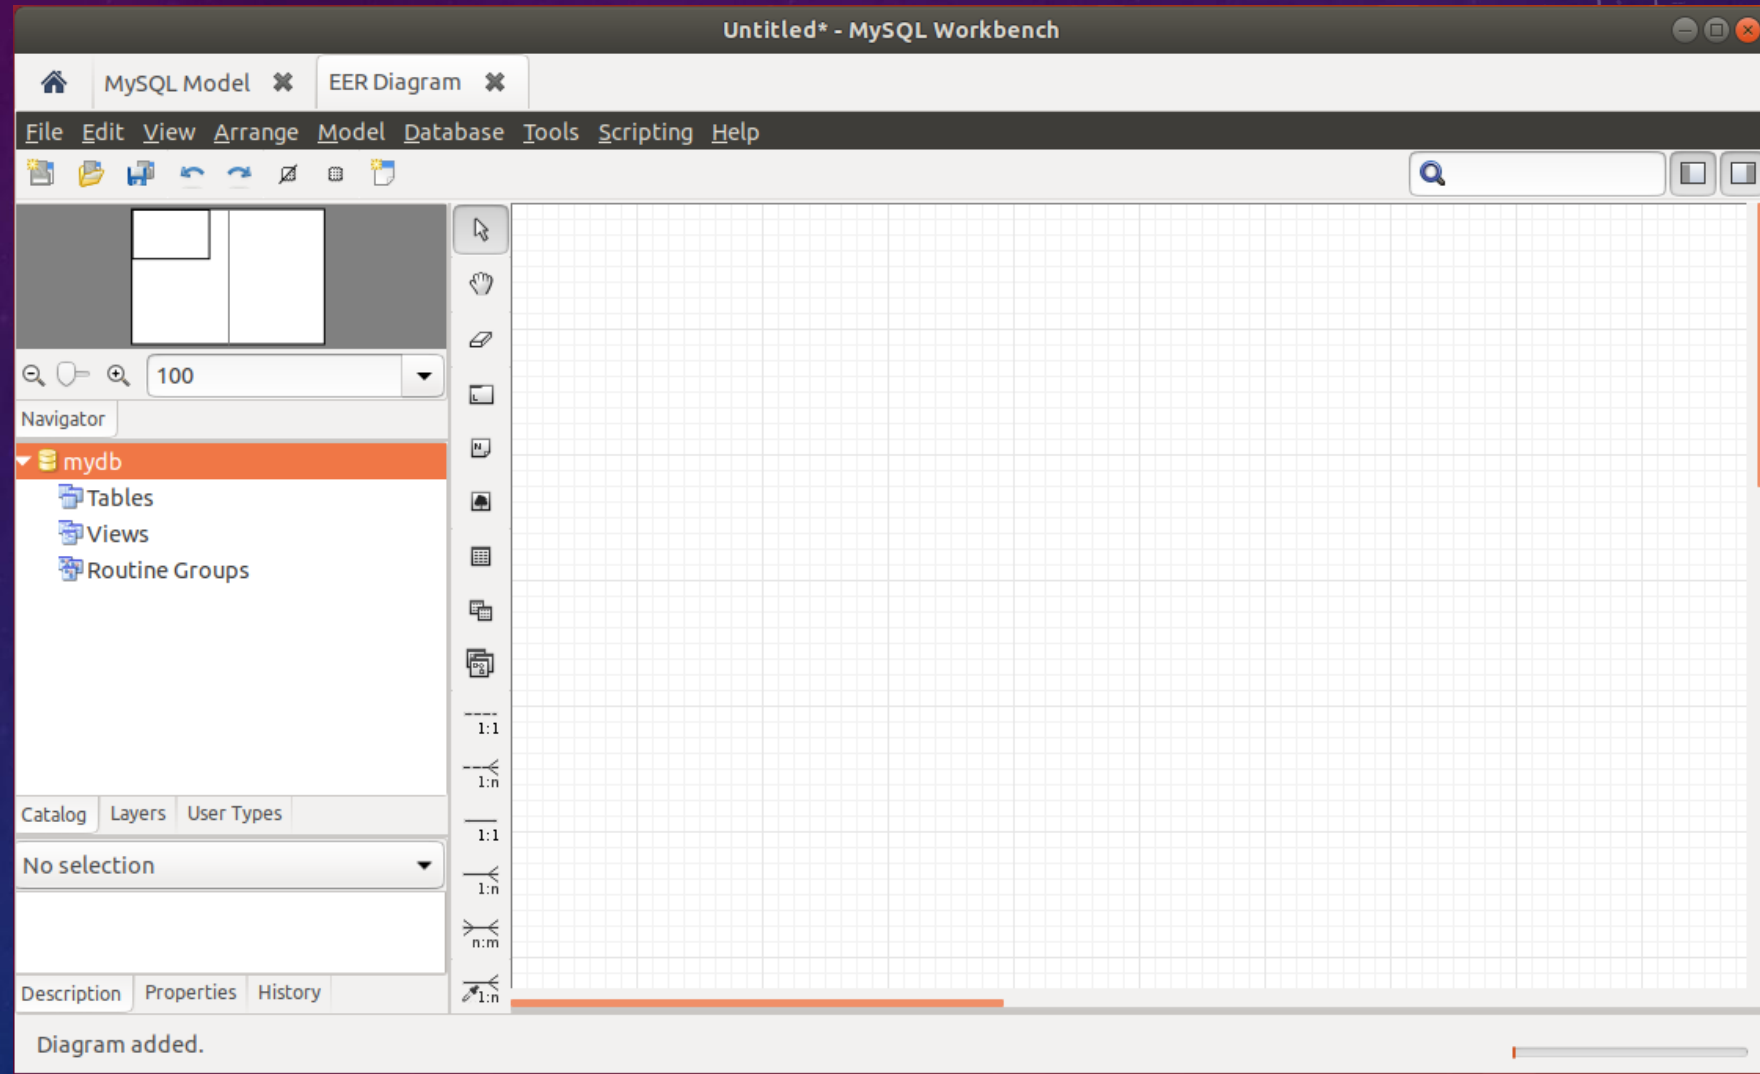 Untitled* - MySQL Workbench
MySQL Model
EER Diagram
File Edit View Arrange Model Database Tools Scripting Help
100
Navigator
mydb
Tables
Views
Routine Groups
Catalog Layers User Types
No selection
Description Properties History
L
N
1:1
1:n
1:1
1:n
n:m
1:n
Diagram added.